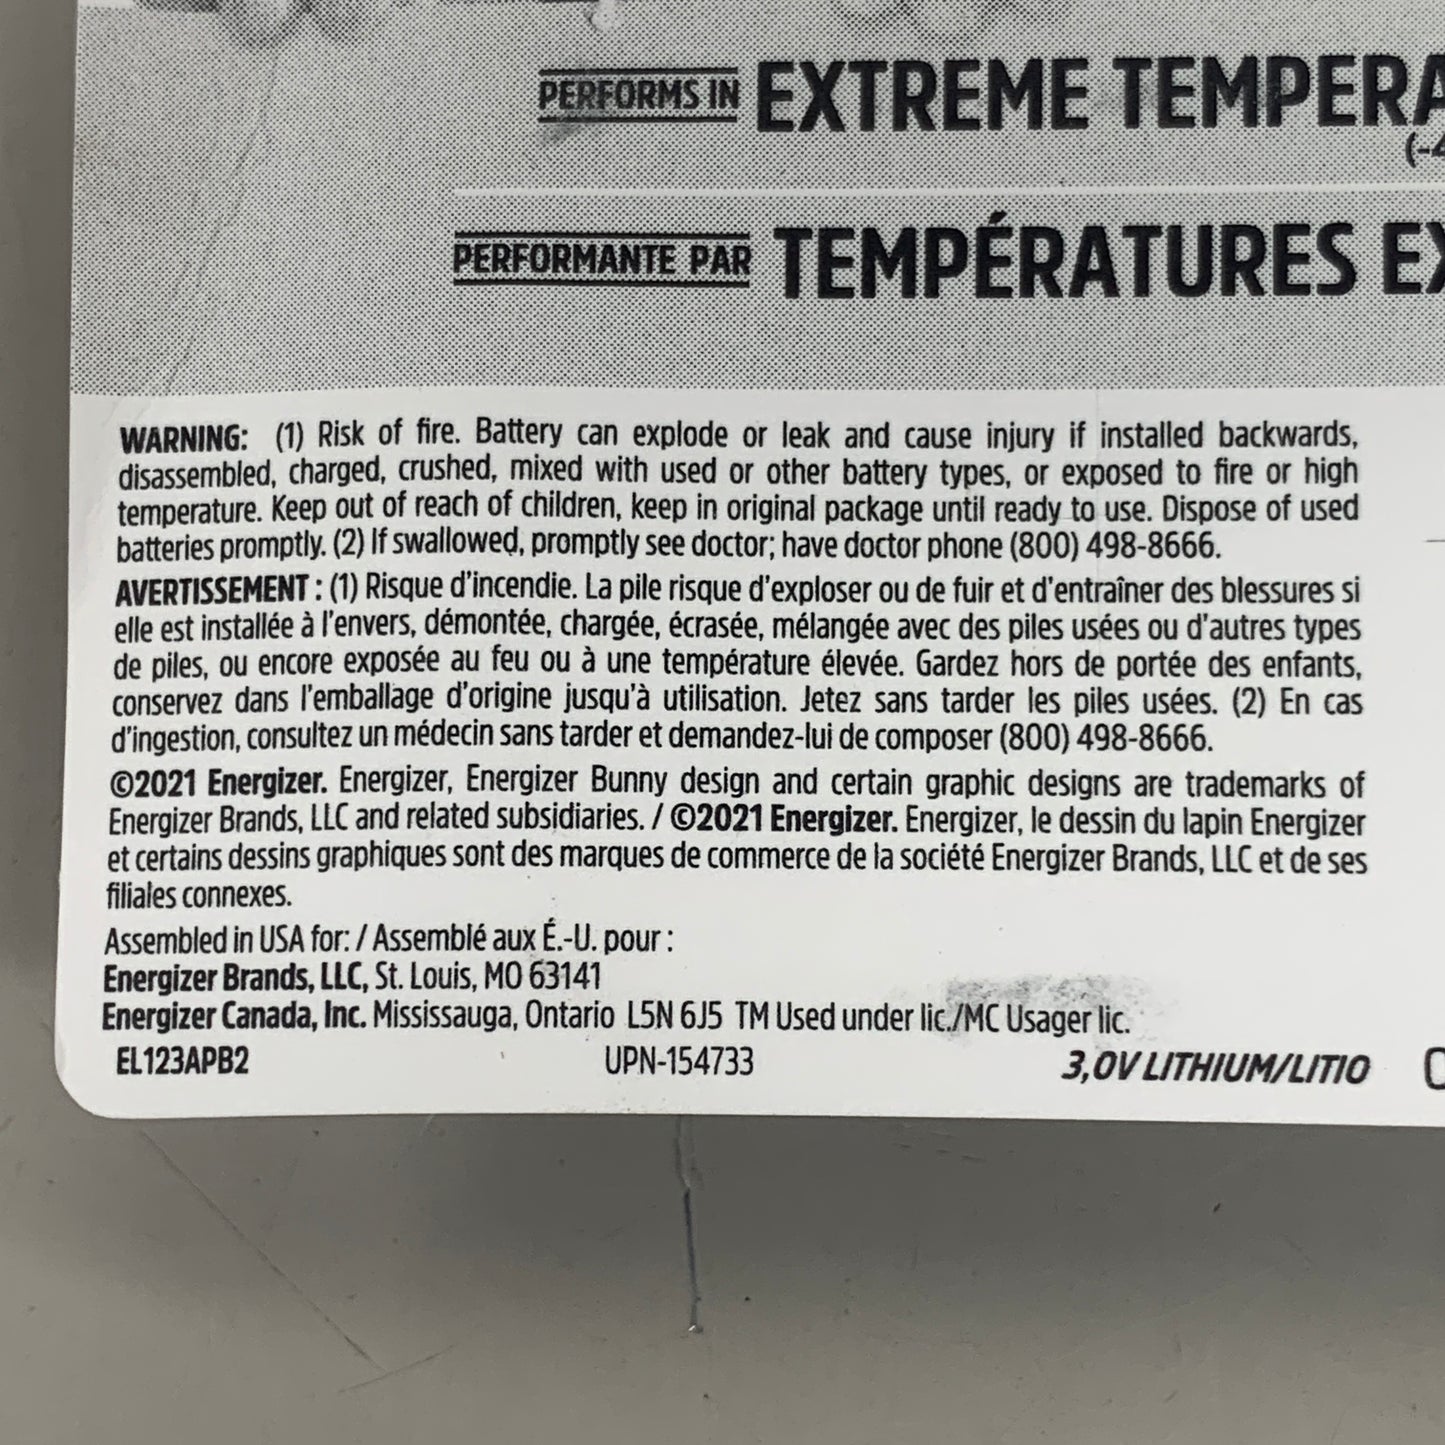 PERFORMS IN EXTREME TEMPERA
(-4
PERFORMANTE PAR TEMPÉRATURES EX
WARNING: (1) Risk of fire. Battery can explode or leak and cause injury if installed backwards,
disassembled, charged, crushed, mixed with used or other battery types, or exposed to fire or high
temperature. Keep out of reach of children, keep in original package until ready to use. Dispose of used
batteries promptly. (2) If swallowed, promptly see doctor; have doctor phone (800) 498-8666.
AVERTISSEMENT : (1) Risque d'incendie. La pile risque d'exploser ou de fuir et d'entraîner des blessures si
elle est installée à l'envers, démontée, chargée, écrasée, mélangée avec des piles usées ou d'autres types
de piles, ou encore exposée au feu ou à une température élevée. Gardez hors de portée des enfants,
conservez dans l'emballage d'origine jusqu'à utilisation. Jetez sans tarder les piles usées. (2) En cas
d'ingestion, consultez un médecin sans tarder et demandez-lui de composer (800) 498-8666.
©2021 Energizer. Energizer, Energizer Bunny design and certain graphic designs are trademarks of
Energizer Brands, LLC and related subsidiaries. / ©2021 Energizer. Energizer, le dessin du lapin Energizer
et certains dessins graphiques sont des marques de commerce de la société Energizer Brands, LLC et de ses
filiales connexes.
Assembled in USA for: / Assemblé aux É.-U. pour :
Energizer Brands, LLC, St. Louis, MO 63141
Energizer Canada, Inc. Mississauga, Ontario L5N 6J5 TM Used under lic./MC Usager lic.
EL123APB2 UPN-154733 3,0V LITHIUM/LITIO